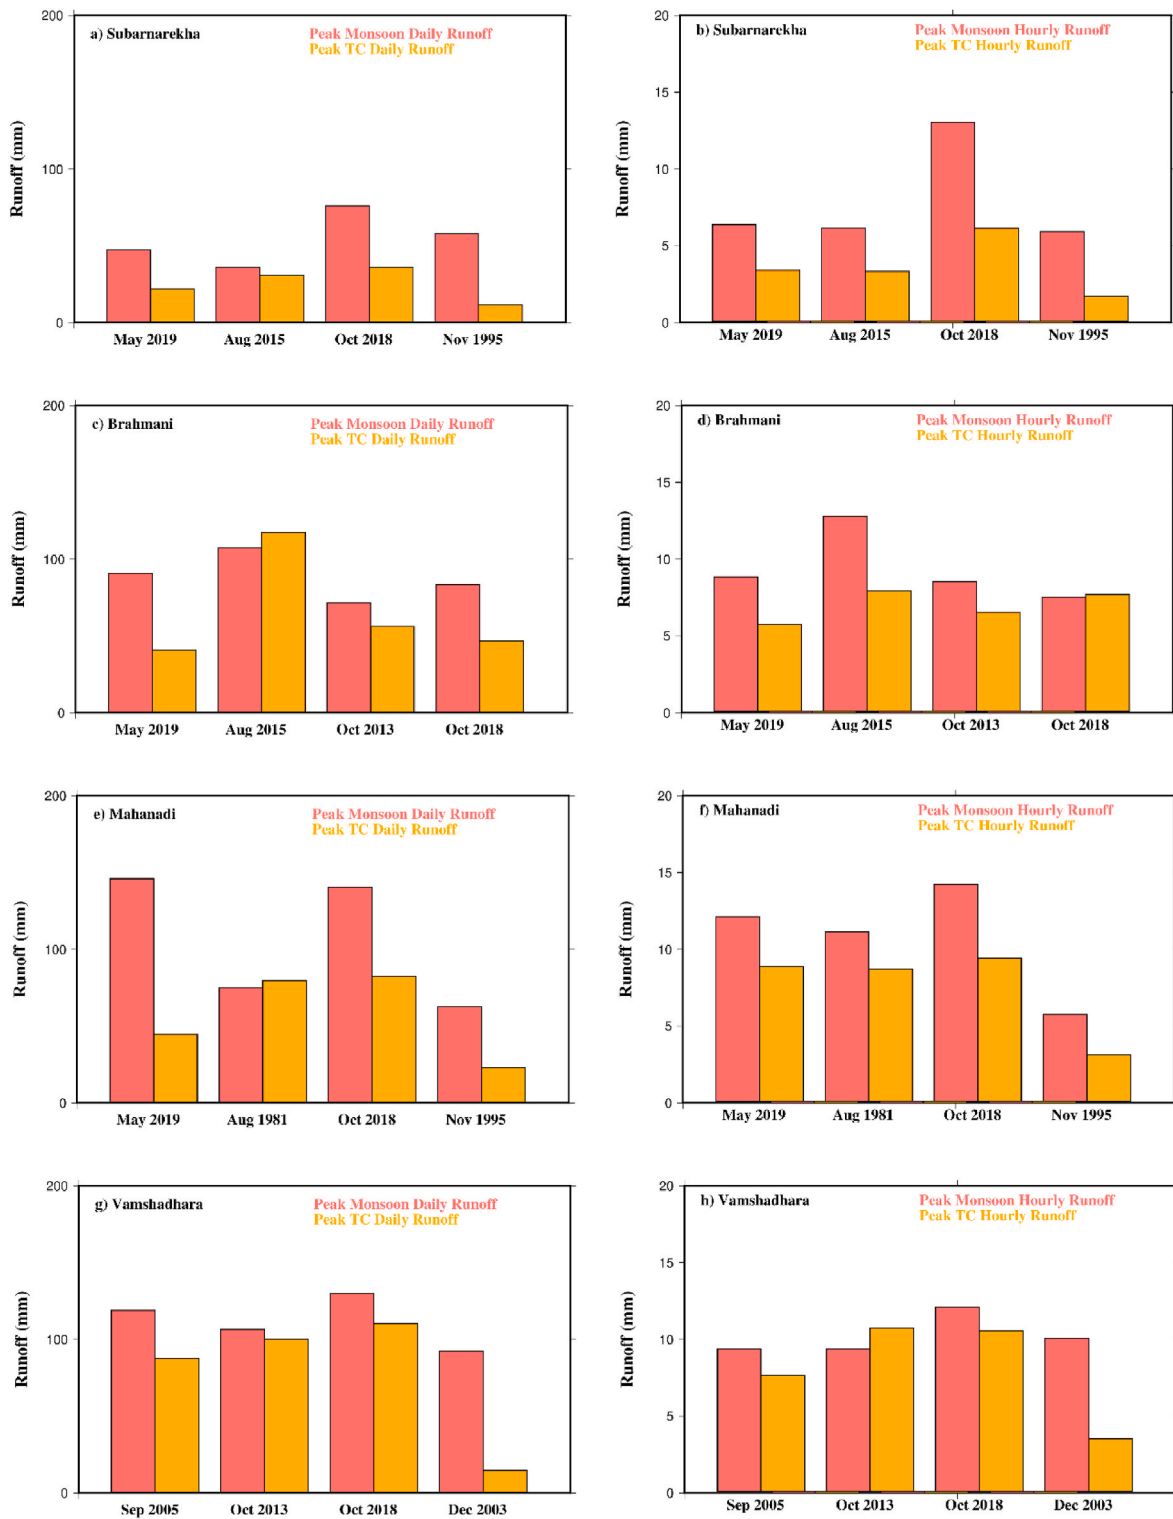 a) Subarnarekha
Peak Monsoon Daily Runoff
Peak TC Daily Runoff
Runoff (mm)
200
100
0
May 2019 Aug 2015 Oct 2018 Nov 1995
b) Subarnarekha
Peak Monsoon Hourly Runoff
Peak TC Hourly Runoff
Runoff (mm)
20
15
10
5
0
May 2019 Aug 2015 Oct 2018 Nov 1995
c) Brahmani
Peak Monsoon Daily Runoff
Peak TC Daily Runoff
Runoff (mm)
200
100
0
May 2019 Aug 2015 Oct 2013 Oct 2018
d) Brahmani
Peak Monsoon Hourly Runoff
Peak TC Hourly Runoff
Runoff (mm)
20
15
10
5
0
May 2019 Aug 2015 Oct 2013 Oct 2018
e) Mahanadi
Peak Monsoon Daily Runoff
Peak TC Daily Runoff
Runoff (mm)
200
100
0
May 2019 Aug 1981 Oct 2018 Nov 1995
f) Mahanadi
Peak Monsoon Hourly Runoff
Peak TC Hourly Runoff
Runoff (mm)
20
15
10
5
0
May 2019 Aug 1981 Oct 2018 Nov 1995
g) Vamshadhara
Peak Monsoon Daily Runoff
Peak TC Daily Runoff
Runoff (mm)
200
100
0
Sep 2005 Oct 2013 Oct 2018 Dec 2003
h) Vamshadhara
Peak Monsoon Hourly Runoff
Peak TC Hourly Runoff
Runoff (mm)
20
15
10
5
0
Sep 2005 Oct 2013 Oct 2018 Dec 2003